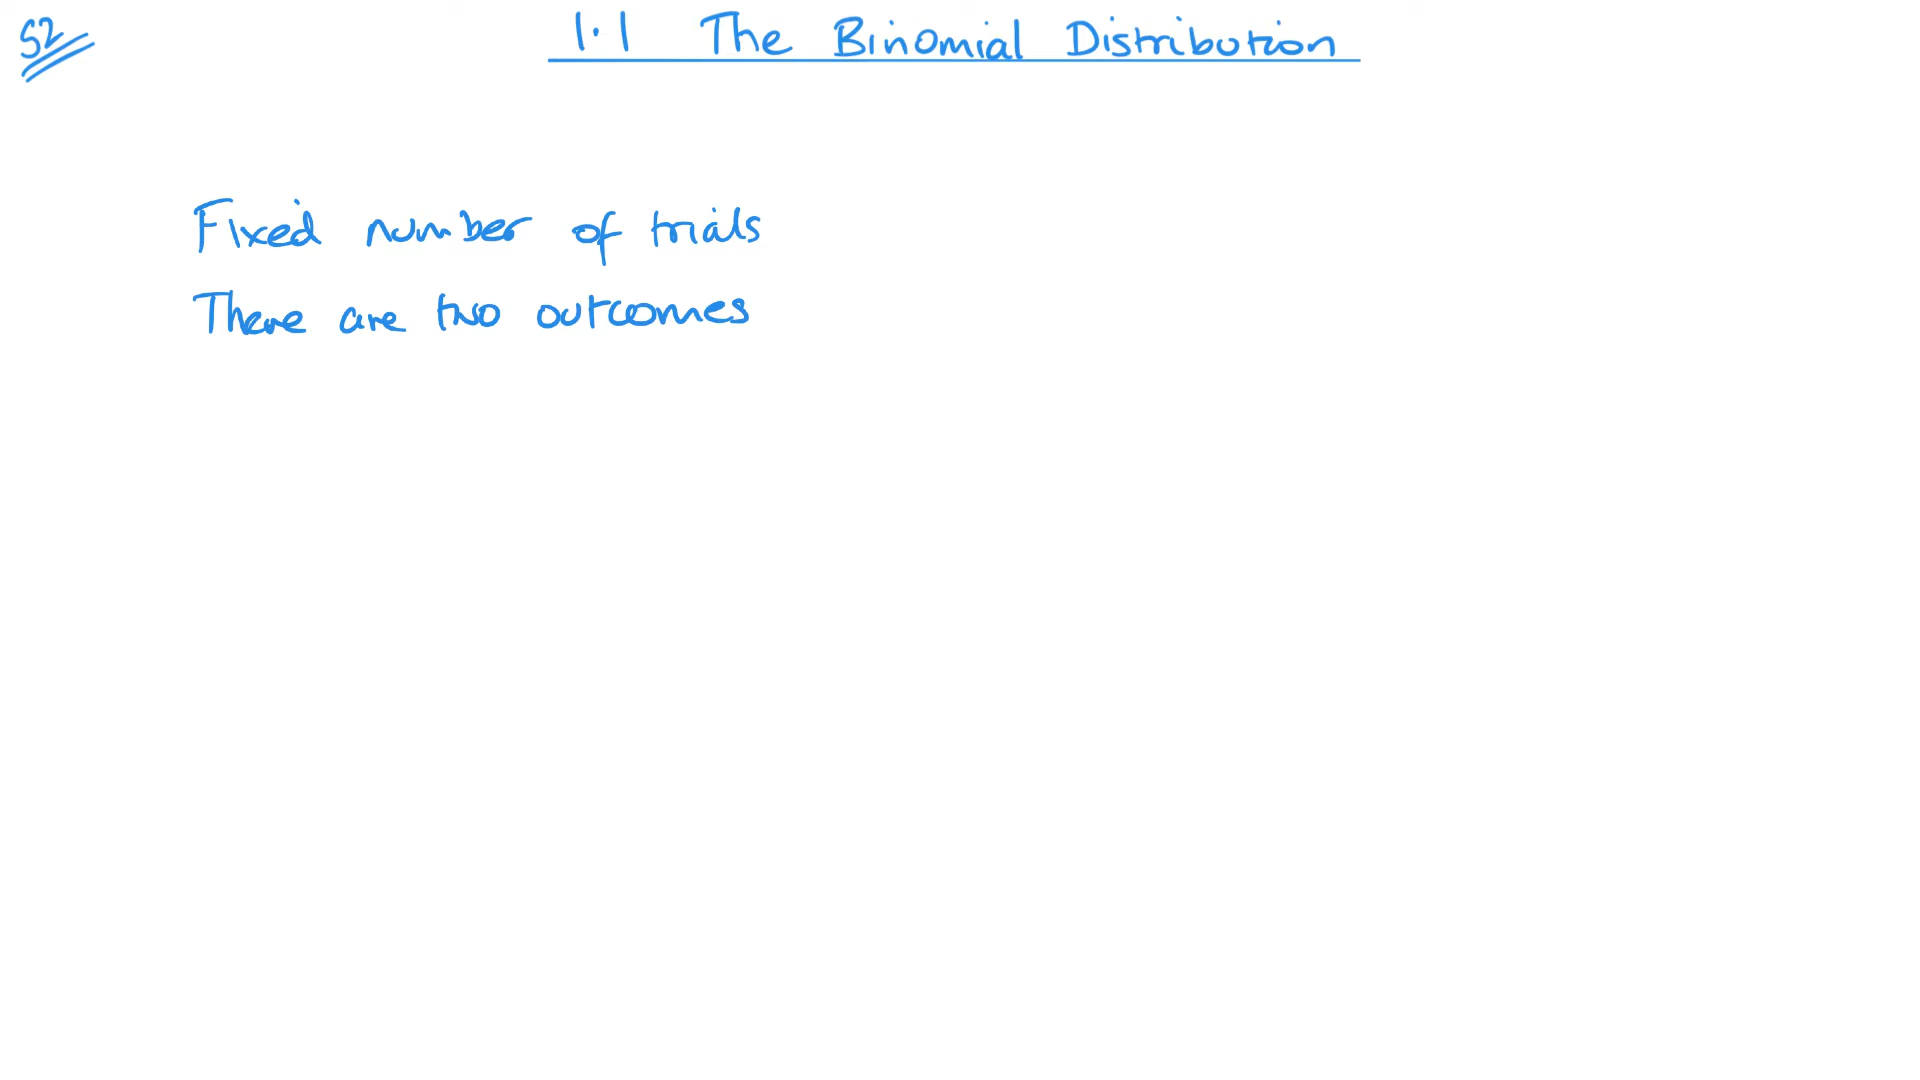 S2
1.1 The Binomial Distribution
Fixed number of trials
There are two outcomes